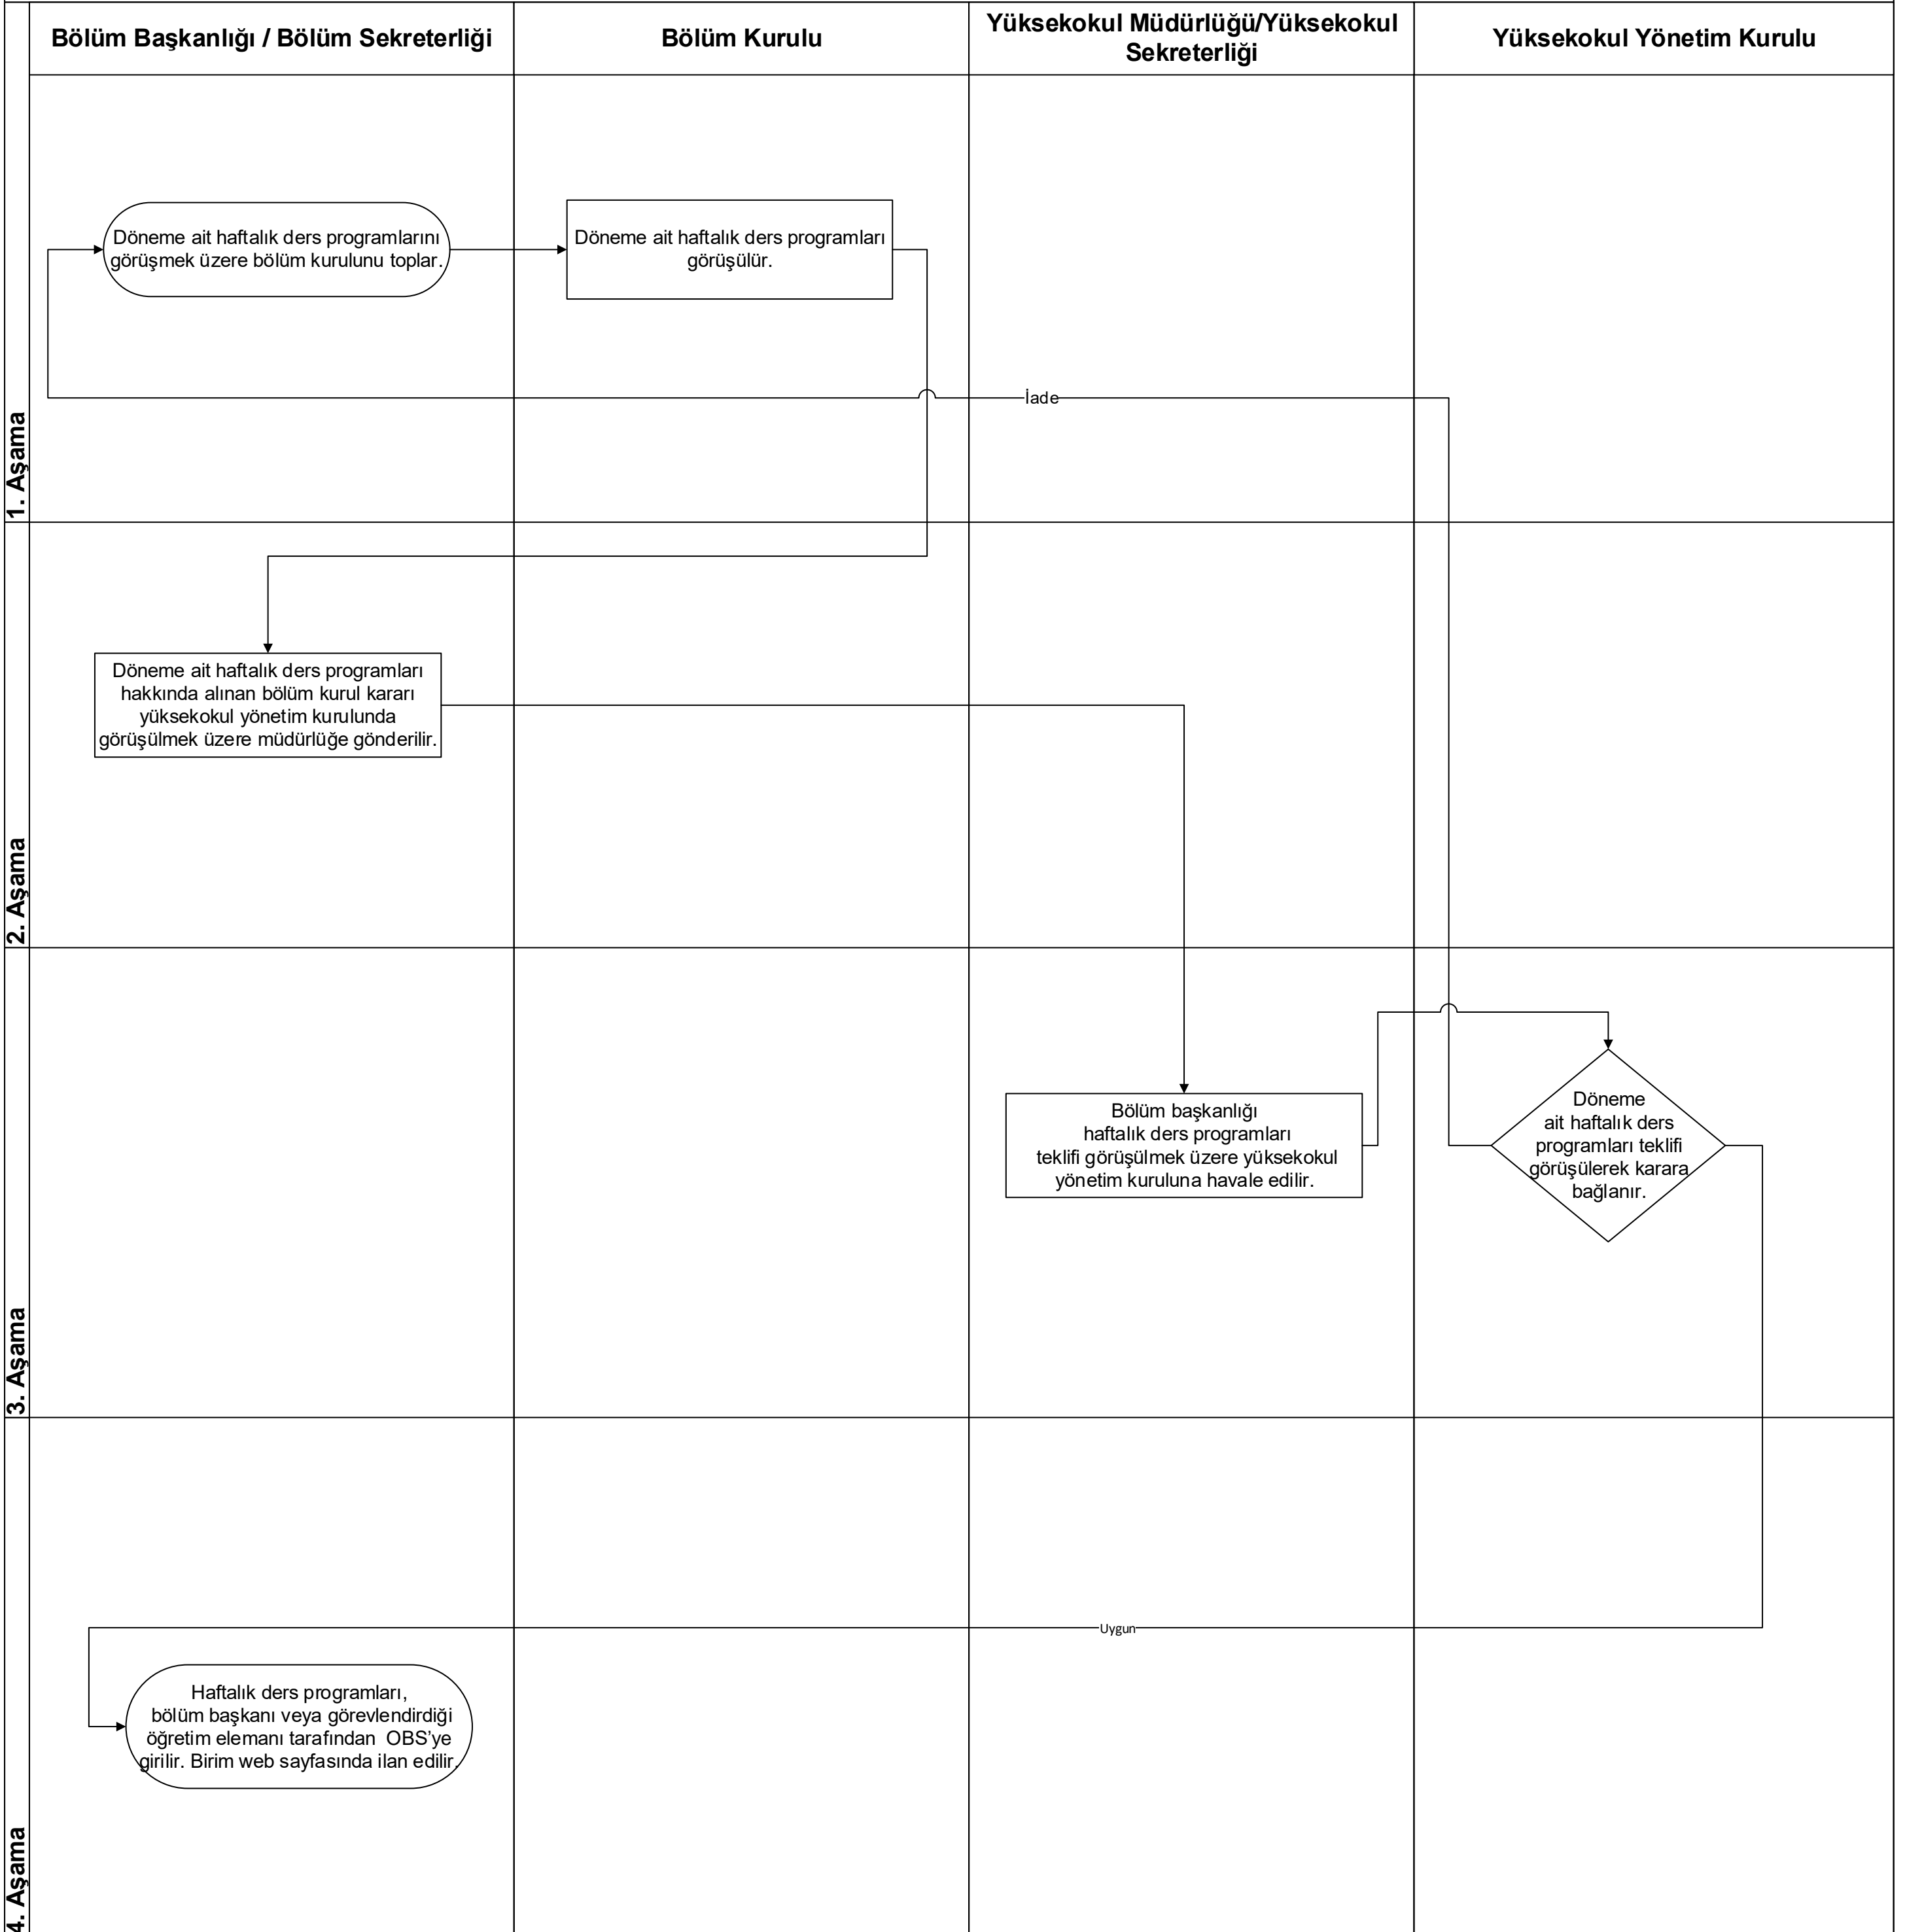 Bölüm Başkanlığı / Bölüm Sekreterliği
Bölüm Kurulu
Yüksekokul Müdürlüğü/Yüksekokul
Sekreterliği
Yüksekokul Yönetim Kurulu
1. Aşama
Döneme ait haftalık ders programlarını
görüşmek üzere bölüm kurulunu toplar.
Döneme ait haftalık ders programları
görüşülür.
İade
2. Aşama
Döneme ait haftalık ders programları
hakkında alınan bölüm kurul kararı
yüksekokul yönetim kurulunda
görüşülmek üzere müdürlüğe gönderilir.
3. Aşama
Bölüm başkanlığı
haftalık ders programları
teklifi görüşülmek üzere yüksekokul
yönetim kuruluna havale edilir.
Döneme
ait haftalık ders
programları teklifi
görüşülerek karara
bağlanır.
4. Aşama
Uygun
Haftalık ders programları,
bölüm başkanı veya görevlendirdiği
öğretim elemanı tarafından  OBS’ye
girilir. Birim web sayfasında ilan edilir.